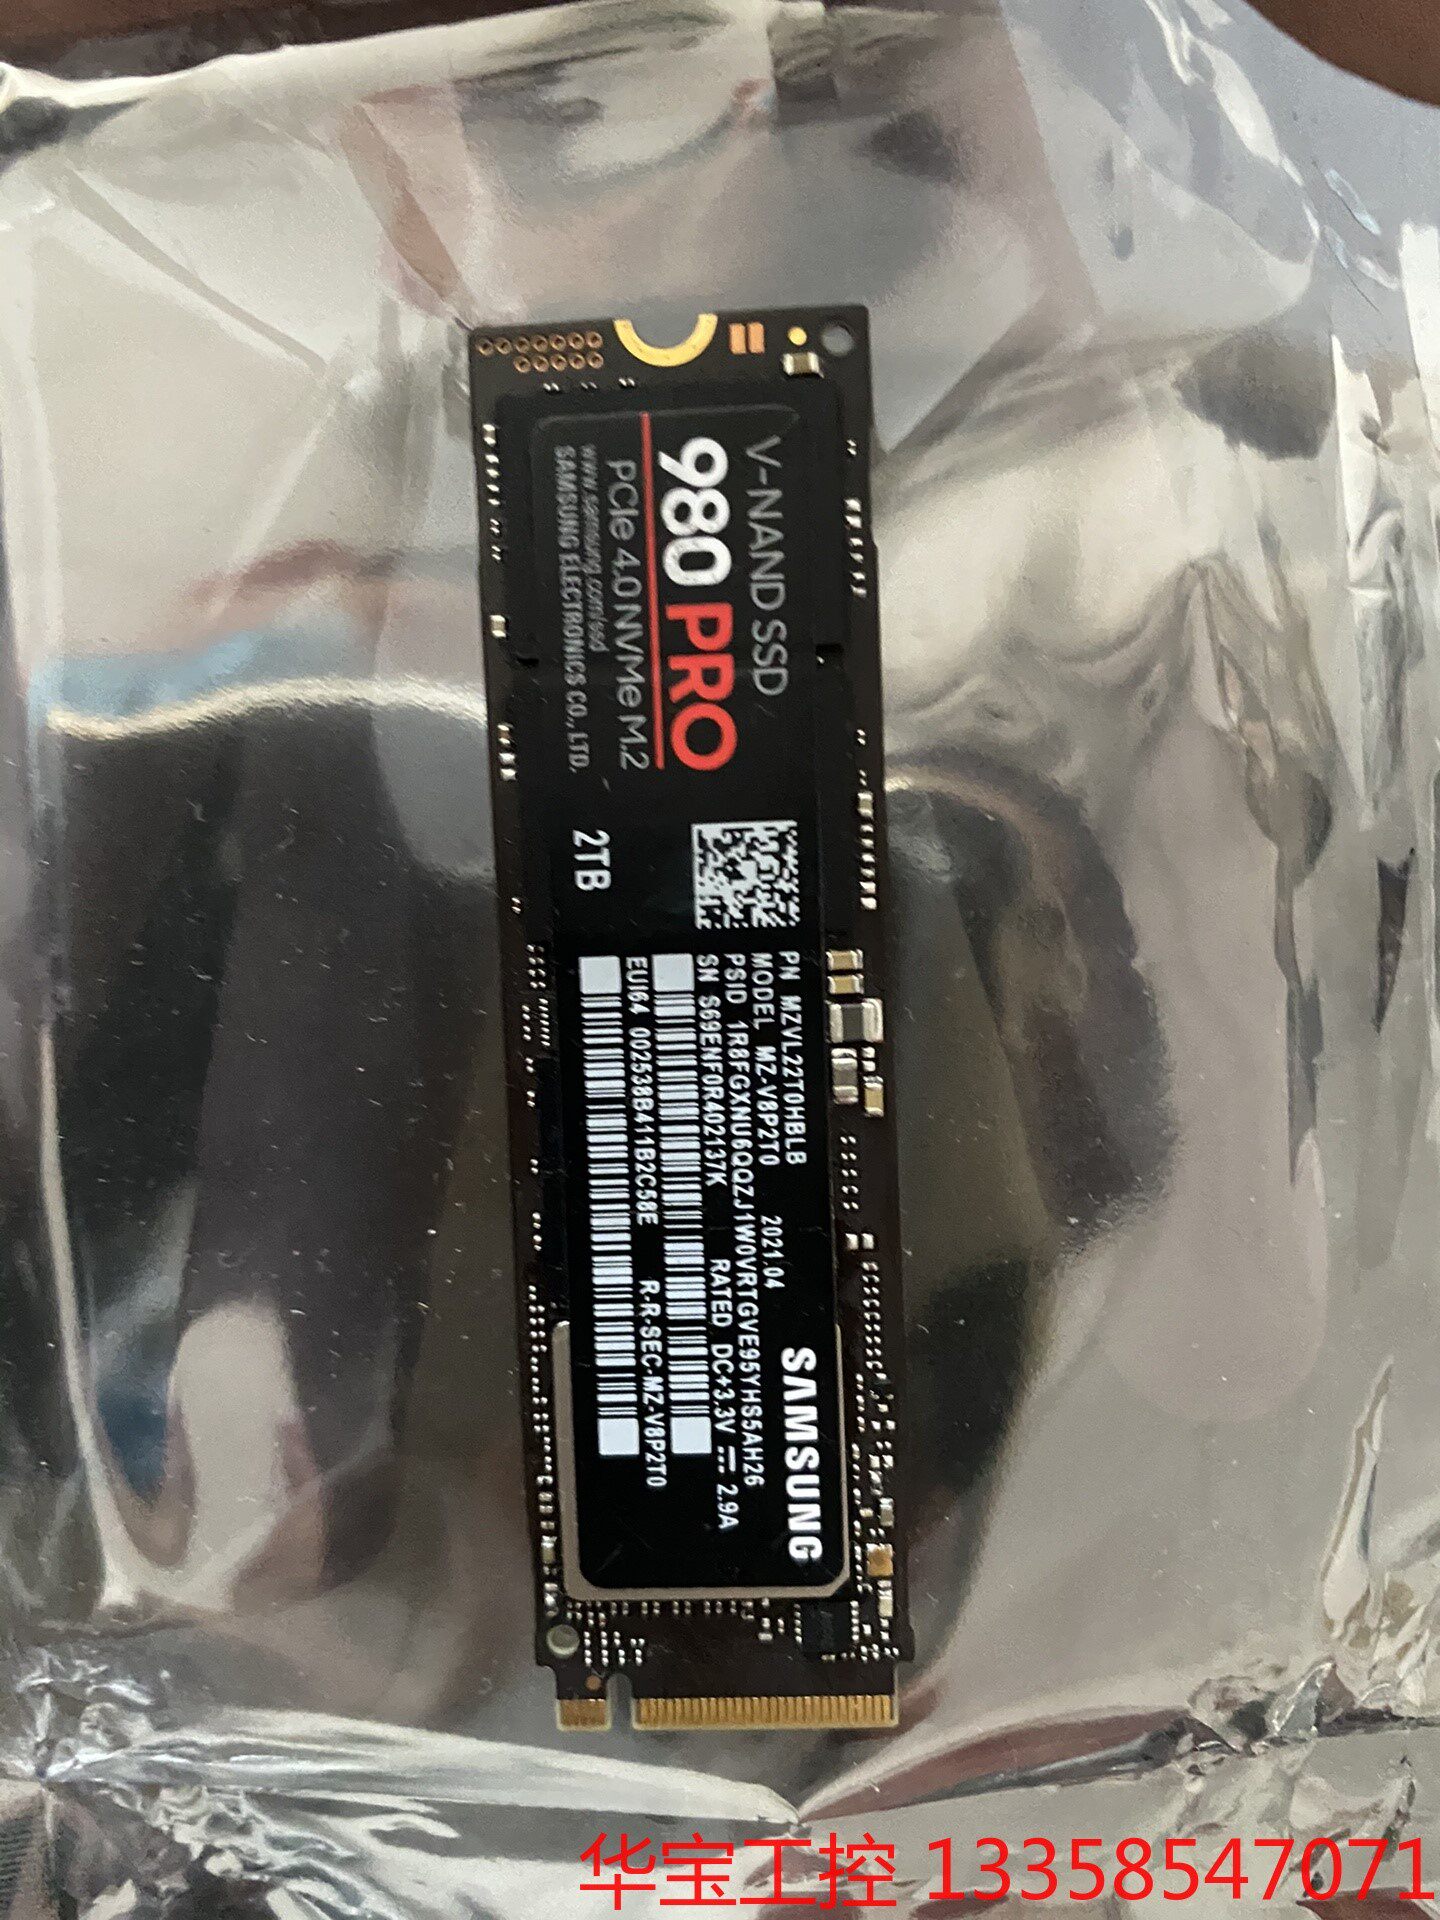 V-NAND SSD
980 PRO
PCIe 4.0 NVMe M.2
www.samsung.com/ssd
SAMSUNG ELECTRONICS CO., LTD.
2TB
PN MZVL22T0HBLB
MODEL MZ-V8P2T0 2021.04
PSID 1R8FGXNU6QQZJ1W0VRTGVE95YHS5AH26
SN S69ENF0R402137K RATED DC+3.3V ⎓ 2.9A
EUI64 002538B411B2C58E R-R-SEC-MZ-V8P2T0
SAMSUNG
华宝工控 13358547071